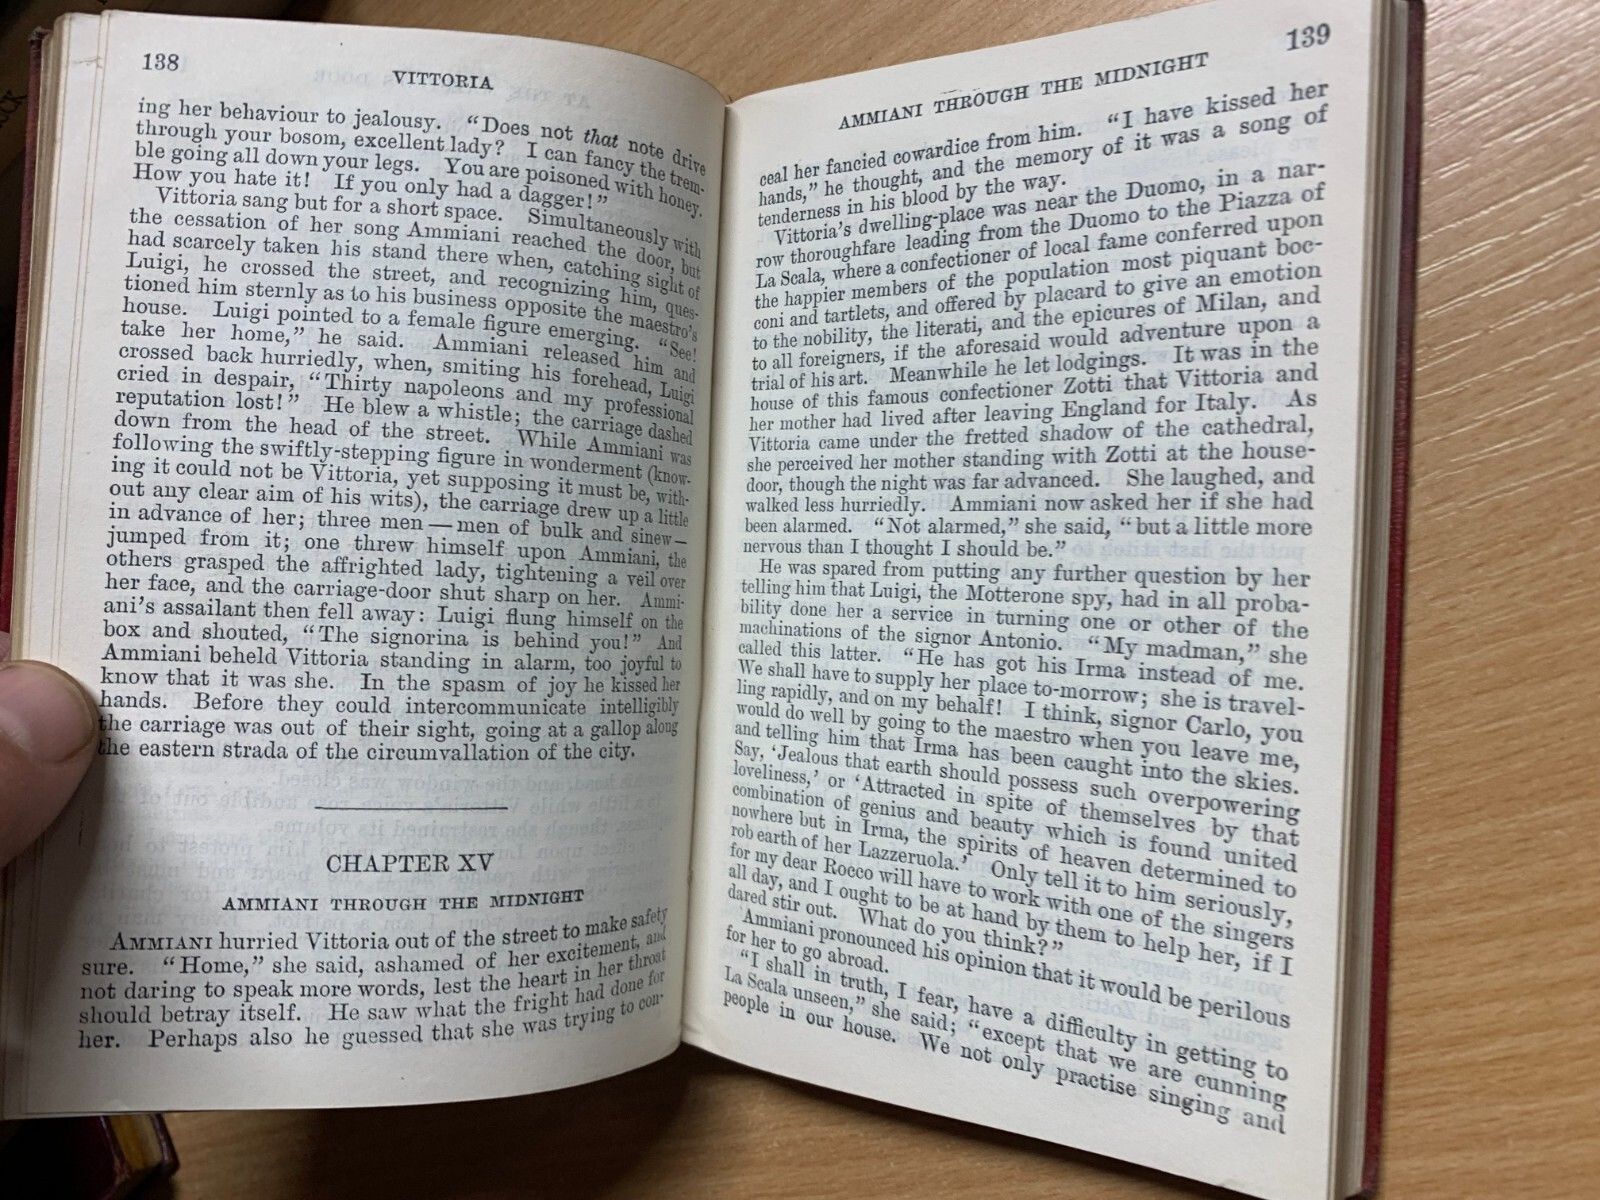 138
VITTORIA
ing her behaviour to jealousy. "Does not that note drive
through your bosom, excellent lady? I can fancy the trem-
ble going all down your legs. You are poisoned with honey.
How you hate it! If you only had a dagger!"
Vittoria sang but for a short space. Simultaneously with
the cessation of her song Ammiani reached the door, but
had scarcely taken his stand there when, catching sight of
Luigi, he crossed the street, and recognizing him, ques-
tioned him sternly as to his business opposite the maestro's
house. Luigi pointed to a female figure emerging. "See!
take her home," he said. Ammiani released him and
crossed back hurriedly, when, smiting his forehead, Luigi
cried in despair, "Thirty napoleons and my professional
reputation lost!" He blew a whistle; the carriage dashed
down from the head of the street. While Ammiani was
following the swiftly-stepping figure in wonderment (know-
ing it could not be Vittoria, yet supposing it must be, with-
out any clear aim of his wits), the carriage drew up a little
in advance of her; three men — men of bulk and sinew —
jumped from it; one threw himself upon Ammiani, the
others grasped the affrighted lady, tightening a veil over
her face, and the carriage-door shut sharp on her. Ammi-
ani's assailant then fell away: Luigi flung himself on the
box and shouted, "The signorina is behind you!" And
Ammiani beheld Vittoria standing in alarm, too joyful to
know that it was she. In the spasm of joy he kissed her
hands. Before they could intercommunicate intelligibly
the carriage was out of their sight, going at a gallop along
the eastern strada of the circumvallation of the city.
CHAPTER XV
AMMIANI THROUGH THE MIDNIGHT
AMMIANI hurried Vittoria out of the street to make safety
sure. "Home," she said, ashamed of her excitement, and
not daring to speak more words, lest the heart in her throat
should betray itself. He saw what the fright had done for
her. Perhaps also he guessed that she was trying to con-
139
AMMIANI THROUGH THE MIDNIGHT
ceal her fancied cowardice from him. "I have kissed her
hands," he thought, and the memory of it was a song of
tenderness in his blood by the way.
Vittoria's dwelling-place was near the Duomo, in a nar-
row thoroughfare leading from the Duomo to the Piazza of
La Scala, where a confectioner of local fame conferred upon
the happier members of the population most piquant boc-
coni and tartlets, and offered by placard to give an emotion
to the nobility, the literati, and the epicures of Milan, and
to all foreigners, if the aforesaid would adventure upon a
trial of his art. Meanwhile he let lodgings. It was in the
house of this famous confectioner Zotti that Vittoria and
her mother had lived after leaving England for Italy. As
Vittoria came under the fretted shadow of the cathedral,
she perceived her mother standing with Zotti at the house-
door, though the night was far advanced. She laughed, and
walked less hurriedly. Ammiani now asked her if she had
been alarmed. "Not alarmed," she said, "but a little more
nervous than I thought I should be."
He was spared from putting any further question by her
telling him that Luigi, the Motterone spy, had in all proba-
bility done her a service in turning one or other of the
machinations of the signor Antonio. "My madman," she
called this latter. "He has got his Irma instead of me.
We shall have to supply her place to-morrow; she is travel-
ling rapidly, and on my behalf! I think, signor Carlo, you
would do well by going to the maestro when you leave me,
and telling him that Irma has been caught into the skies.
Say, 'Jealous that earth should possess such overpowering
loveliness,' or 'Attracted in spite of themselves by that
combination of genius and beauty which is found united
nowhere but in Irma, the spirits of heaven determined to
rob earth of her Lazzeruola.' Only tell it to him seriously,
for my dear Rocco will have to work with one of the singers
all day, and I ought to be at hand by them to help her, if I
dared stir out. What do you think?"
Ammiani pronounced his opinion that it would be perilous
for her to go abroad.
"I shall in truth, I fear, have a difficulty in getting to
La Scala unseen," she said; "except that we are cunning
people in our house. We not only practise singing and